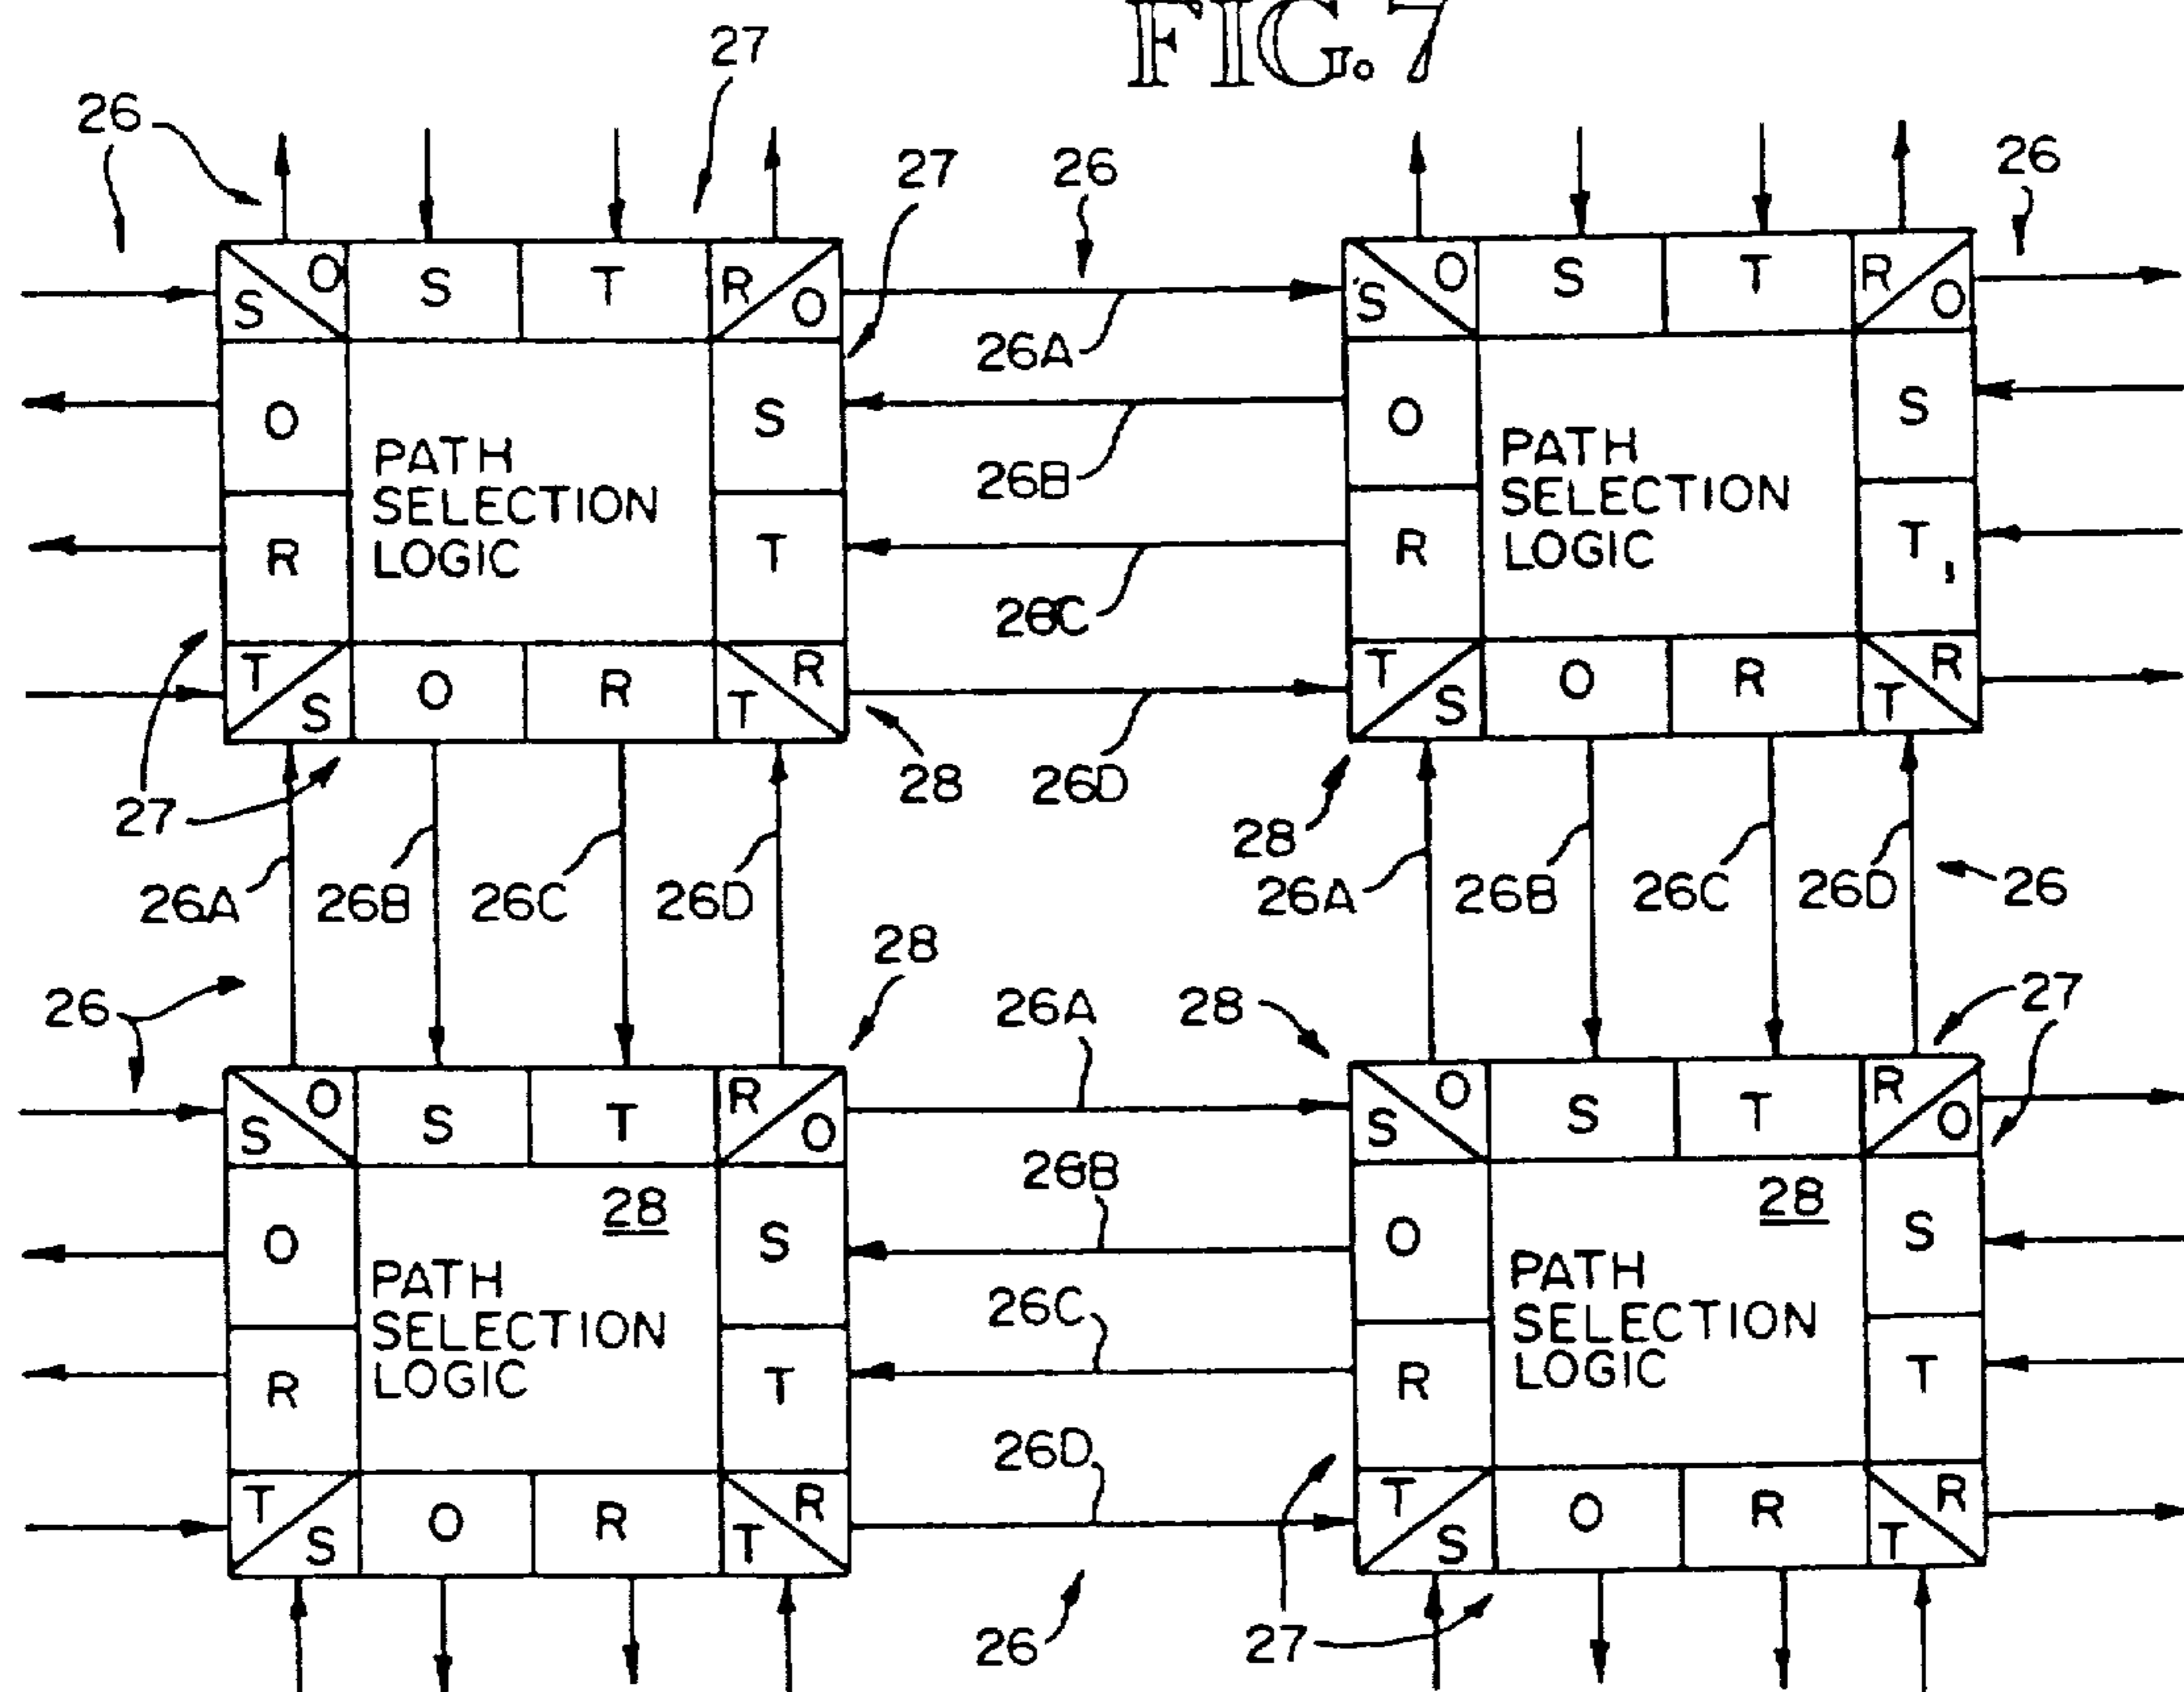 FIG. 7
27
26
27
26
26
O S T R
S O
O S T R
S O
26A
O PATH SELECTION LOGIC S
26B
O PATH SELECTION LOGIC S
R T
26C
R T
T O R R
S T
T O R R
S T
27
28
26D
28
26A 26B 26C 26D
26A 26B 26C 26D
26
28
26
26A
28
27
O S T R
S O
O S T R
S O
26B
28
28
O PATH SELECTION LOGIC S
O PATH SELECTION LOGIC S
26C
R T
R T
26D
T O R R
S T
T O R R
S T
26
27